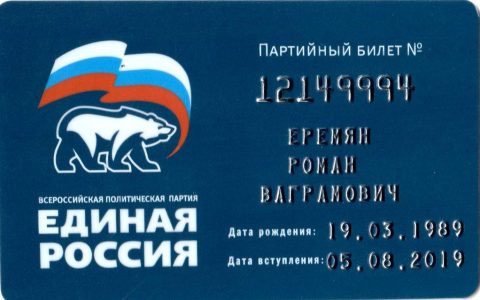 ПАРТИЙНЫЙ БИЛЕТ №
12149994
ЕРЕМЯН
РОМАН
ВАГРАМОВИЧ
ВСЕРОССИЙСКАЯ ПОЛИТИЧЕСКАЯ ПАРТИЯ
ЕДИНАЯ
РОССИЯ
Дата рождения: 19.03.1989
Дата вступления: 05.08.2019